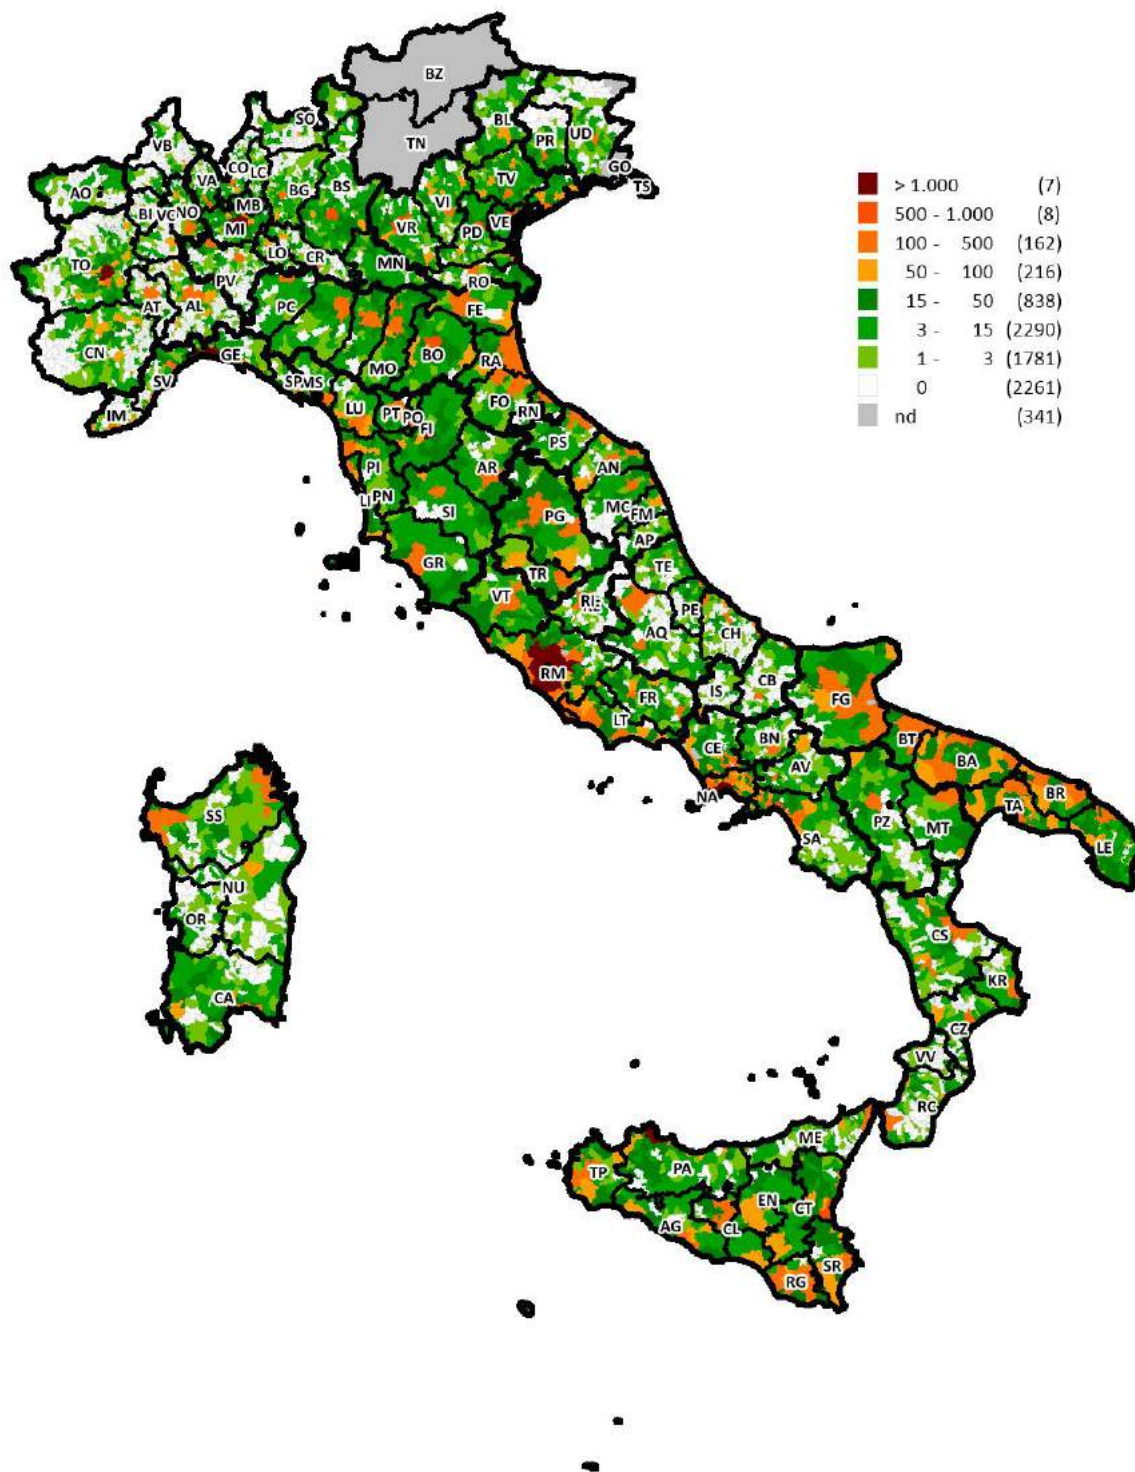 BZ
SO
BL
TN
PR
UD
VB
GO
CO
LC
TS
VA
AO
BG
BS
TV
VI
BI
VC
NO
MB
VE
MI
VR
PD
TO
LO
CR
MN
RO
PV
AT
AL
PC
FE
CN
BO
RA
GE
MO
SV
SP
MS
FO
LU
PT
RN
IM
PO
FI
PS
PI
AR
AN
LI
PN
MC
SI
FM
PG
AP
GR
TE
TR
VT
RI
PE
AQ
CH
RM
CB
FR
IS
FG
LT
BN
CE
BT
AV
BA
NA
BR
SS
PZ
TA
MT
SA
LE
NU
OR
CS
KR
CA
CZ
VV
RC
ME
PA
TP
EN
CT
AG
CL
SR
RG
> 1.000 (7)
500 - 1.000 (8)
100 - 500 (162)
50 - 100 (216)
15 - 50 (838)
3 - 15 (2290)
1 - 3 (1781)
0 (2261)
nd (341)